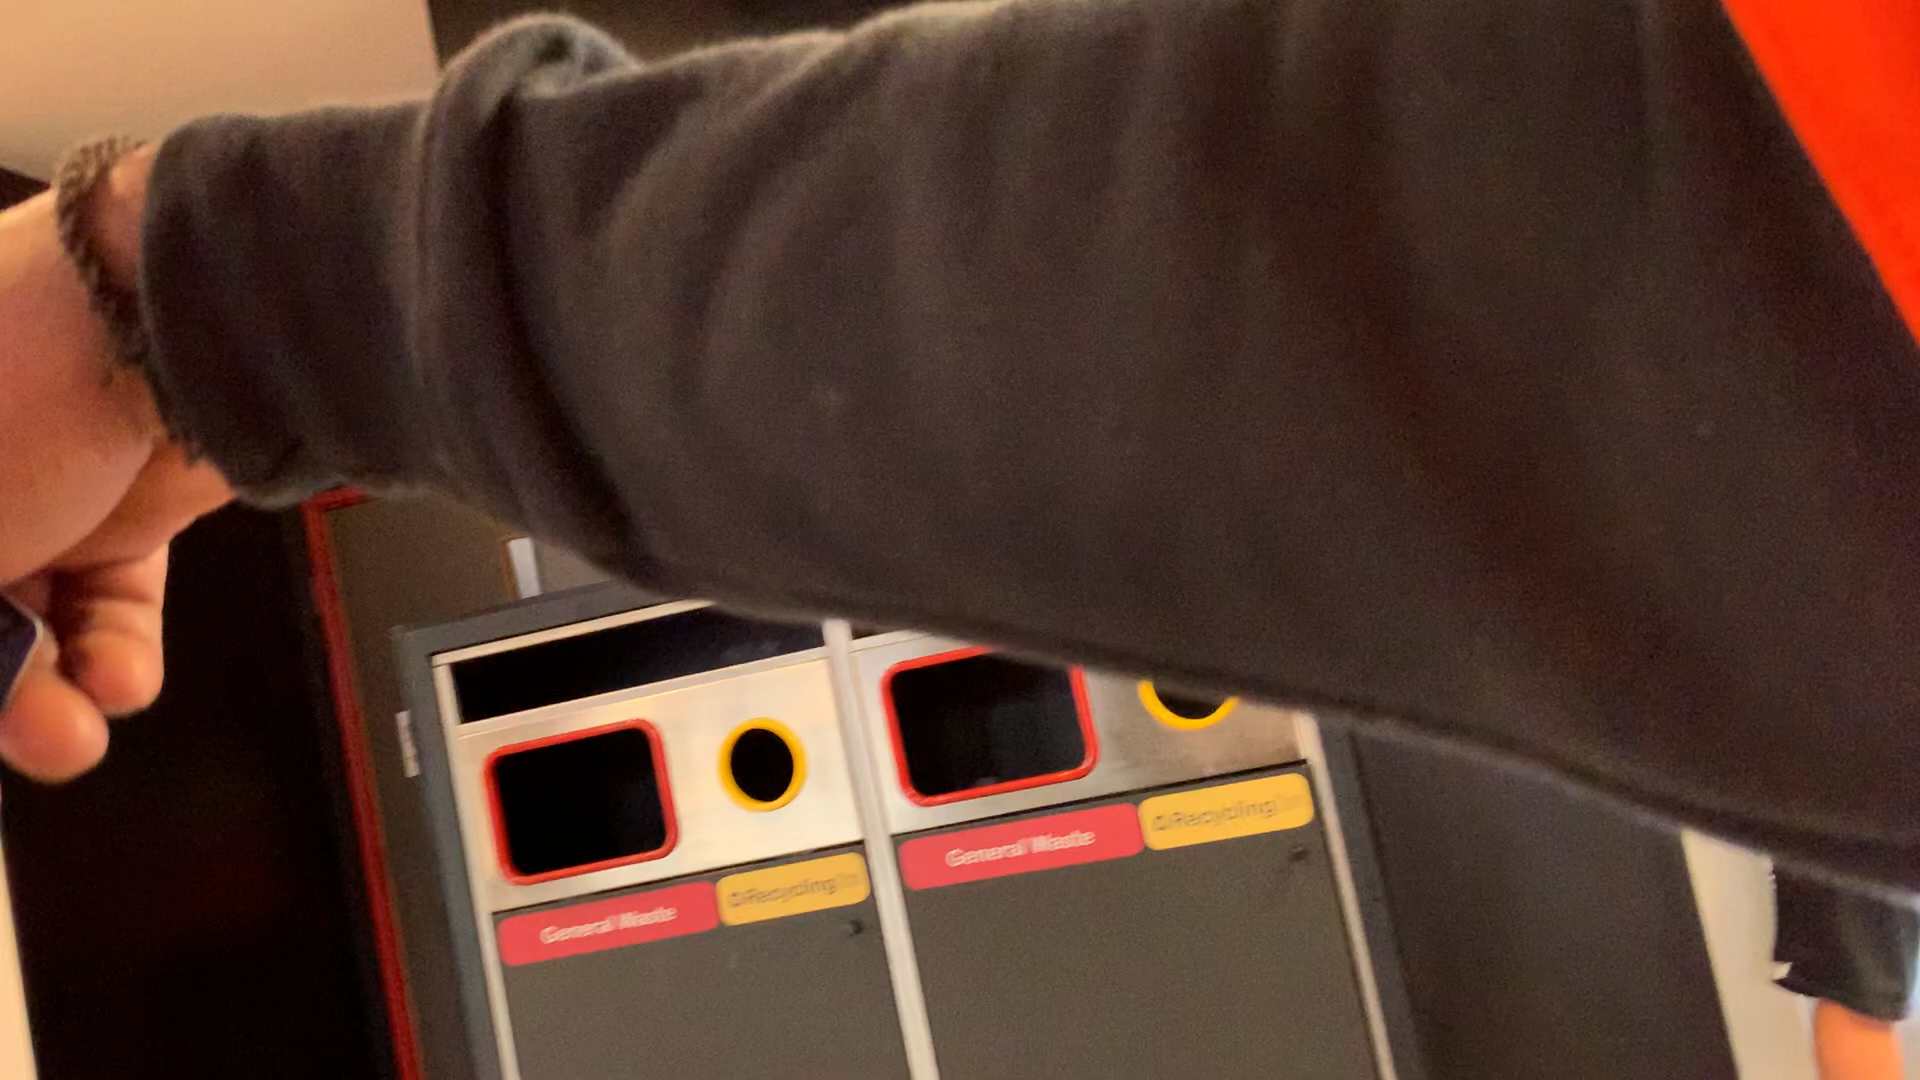 General Waste
Recycling
General Waste
Recycling